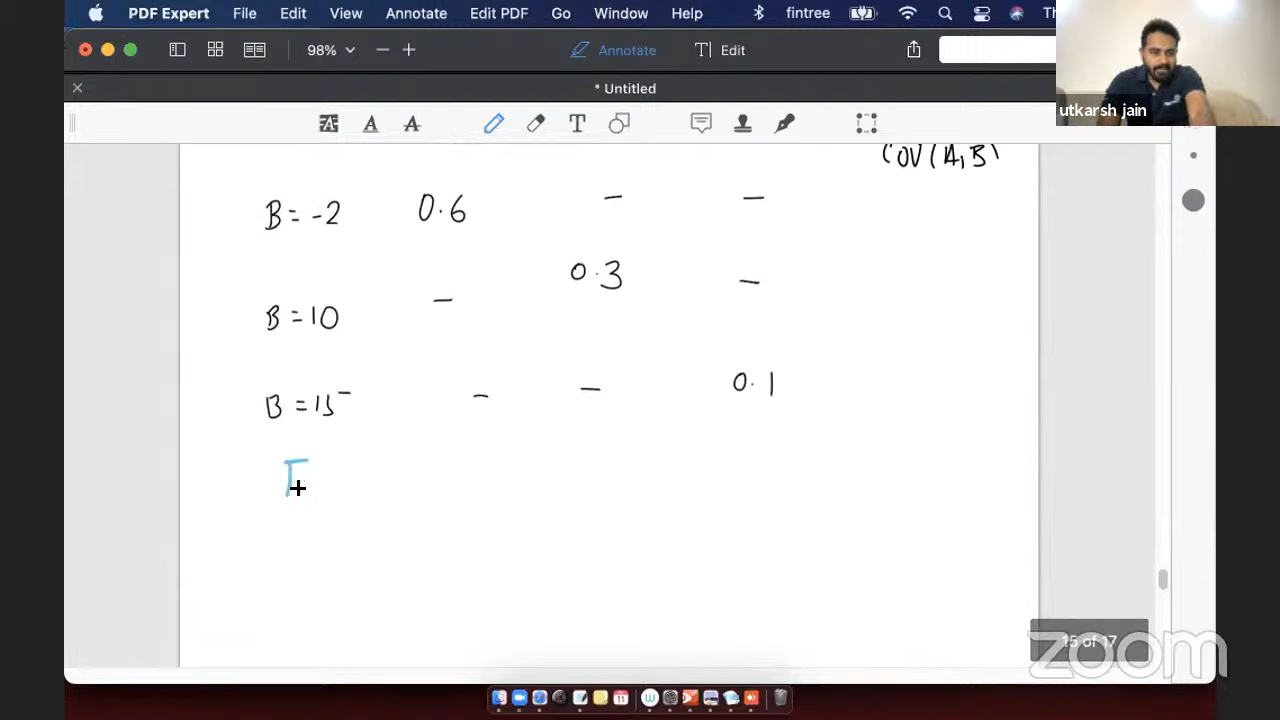 PDF Expert File Edit View Annotate Edit PDF Go Window Help fintree Th
98% Annotate T Edit
* Untitled
utkarsh jain
COV(A,B)
B = -2 0.6 - -
0.3 -
B = 10 -
B = 15 - - 0.1
15 of 17
zoom